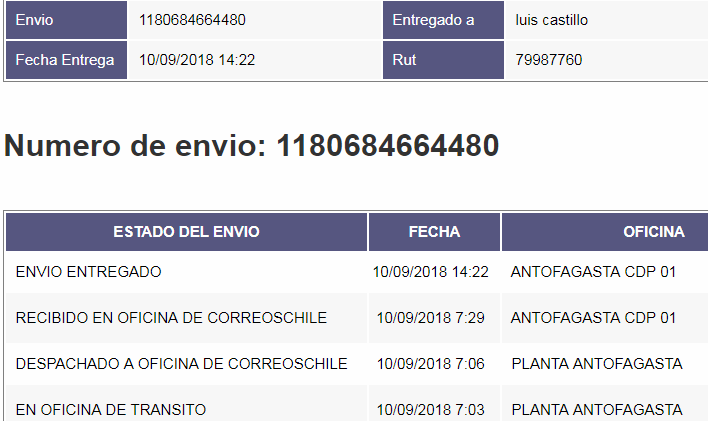 Envio 1180684664480 Entregado a luis castillo
Fecha Entrega 10/09/2018 14:22 Rut 79987760
Numero de envio: 1180684664480
ESTADO DEL ENVIO FECHA OFICINA
ENVIO ENTREGADO 10/09/2018 14:22 ANTOFAGASTA CDP 01
RECIBIDO EN OFICINA DE CORREOSCHILE 10/09/2018 7:29 ANTOFAGASTA CDP 01
DESPACHADO A OFICINA DE CORREOSCHILE 10/09/2018 7:06 PLANTA ANTOFAGASTA
EN OFICINA DE TRANSITO 10/09/2018 7:03 PLANTA ANTOFAGASTA